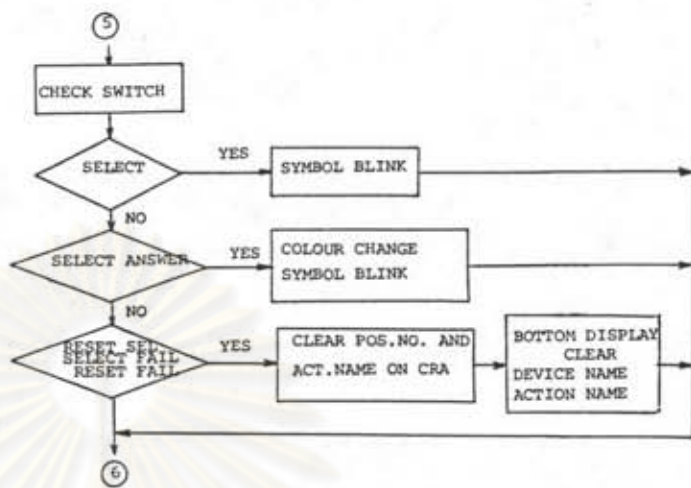 5
CHECK SWITCH
SELECT
YES
SYMBOL BLINK
NO
SELECT ANSWER
YES
COLOUR CHANGE
SYMBOL BLINK
NO
RESET SEL
SELECT FAIL
RESET FAIL
YES
CLEAR POS.NO. AND
ACT.NAME ON CRA
BOTTOM DISPLAY
CLEAR
DEVICE NAME
ACTION NAME
6